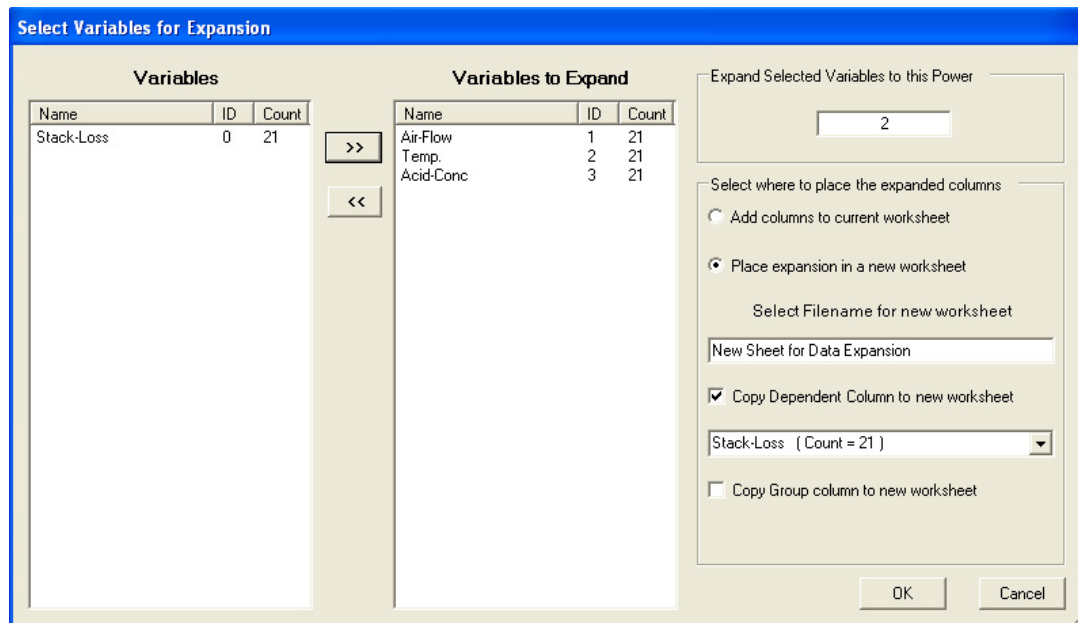 Select Variables for Expansion
Variables
Name ID Count
Stack-Loss 0 21
>>
<<
Variables to Expand
Name ID Count
Air-Flow 1 21
Temp. 2 21
Acid-Conc 3 21
Expand Selected Variables to this Power
2
Select where to place the expanded columns
Add columns to current worksheet
Place expansion in a new worksheet
Select Filename for new worksheet
New Sheet for Data Expansion
Copy Dependent Column to new worksheet
Stack-Loss ( Count = 21 )
Copy Group column to new worksheet
OK Cancel